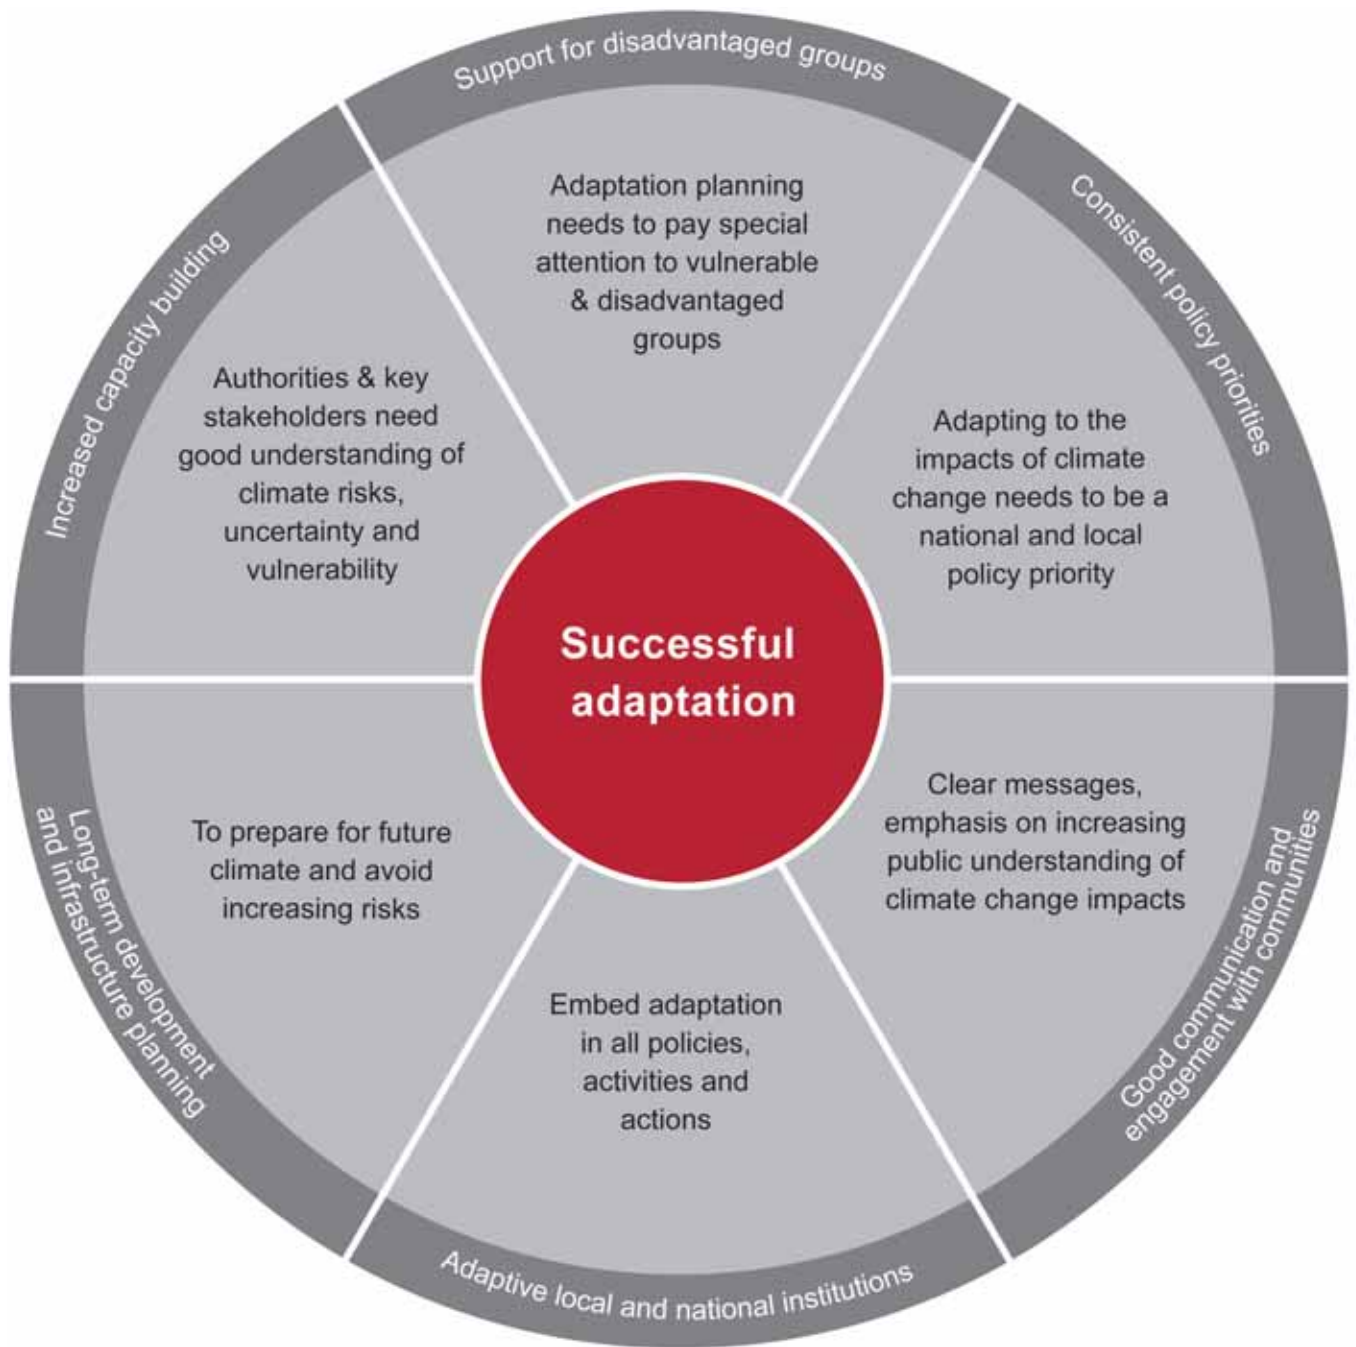 Support for disadvantaged groups
Adaptation planning
needs to pay special
attention to vulnerable
& disadvantaged
groups
Consistent policy priorities
Adapting to the
impacts of climate
change needs to be a
national and local
policy priority
Good communication and
engagement with communities
Clear messages,
emphasis on increasing
public understanding of
climate change impacts
Adaptive local and national institutions
Embed adaptation
in all policies,
activities and
actions
Long-term development
and infrastructure planning
To prepare for future
climate and avoid
increasing risks
Increased capacity building
Authorities & key
stakeholders need
good understanding of
climate risks,
uncertainty and
vulnerability
Successful
adaptation